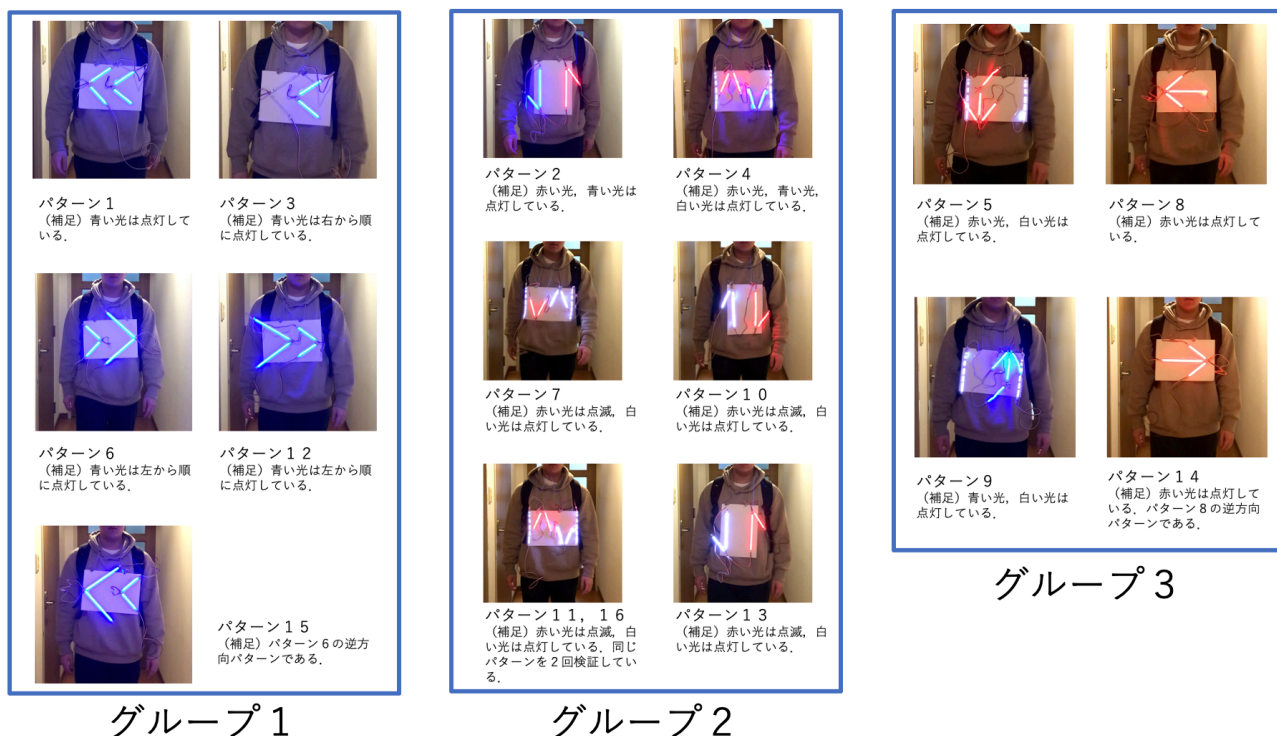 パターン1
（補足）青い光は点灯して
いる．
パターン3
（補足）青い光は右から順
に点灯している．
パターン6
（補足）青い光は左から順
に点灯している．
パターン12
（補足）青い光は左から順
に点灯している．
パターン15
（補足）パターン6の逆方
向パターンである．
グループ1
パターン2
（補足）赤い光，青い光は
点灯している．
パターン4
（補足）赤い光，青い光，
白い光は点灯している．
パターン7
（補足）赤い光は点滅，白
い光は点灯している．
パターン10
（補足）赤い光は点滅，白
い光は点灯している．
パターン11，16
（補足）赤い光は点滅，白
い光は点灯している．同じ
パターンを2回検証してい
る．
パターン13
（補足）赤い光は点滅，白
い光は点灯している．
グループ2
パターン5
（補足）赤い光，白い光は
点灯している．
パターン8
（補足）赤い光は点灯して
いる．
パターン9
（補足）青い光，白い光は
点灯している．
パターン14
（補足）赤い光は点灯して
いる．パターン8の逆方向
パターンである．
グループ3